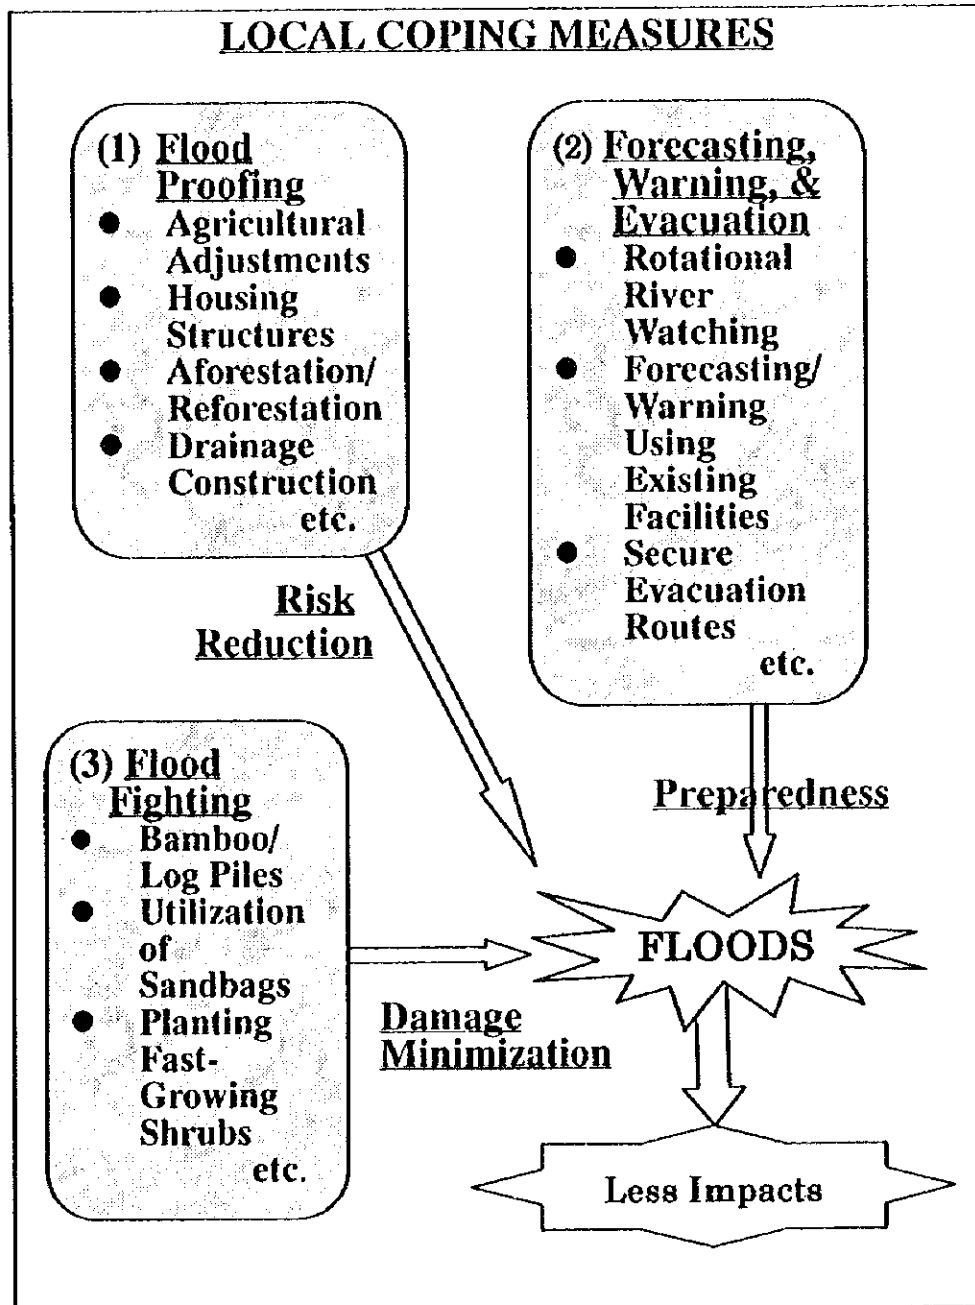 LOCAL COPING MEASURES
(1) Flood
Proofing
● Agricultural
Adjustments
● Housing
Structures
● Aforestation/
Reforestation
● Drainage
Construction
etc.
(2) Forecasting,
Warning, &
Evacuation
● Rotational
River
Watching
● Forecasting/
Warning
Using
Existing
Facilities
● Secure
Evacuation
Routes
etc.
Risk
Reduction
(3) Flood
Fighting
● Bamboo/
Log Piles
● Utilization
of
Sandbags
● Planting
Fast-
Growing
Shrubs
etc.
Preparedness
FLOODS
Damage
Minimization
Less Impacts